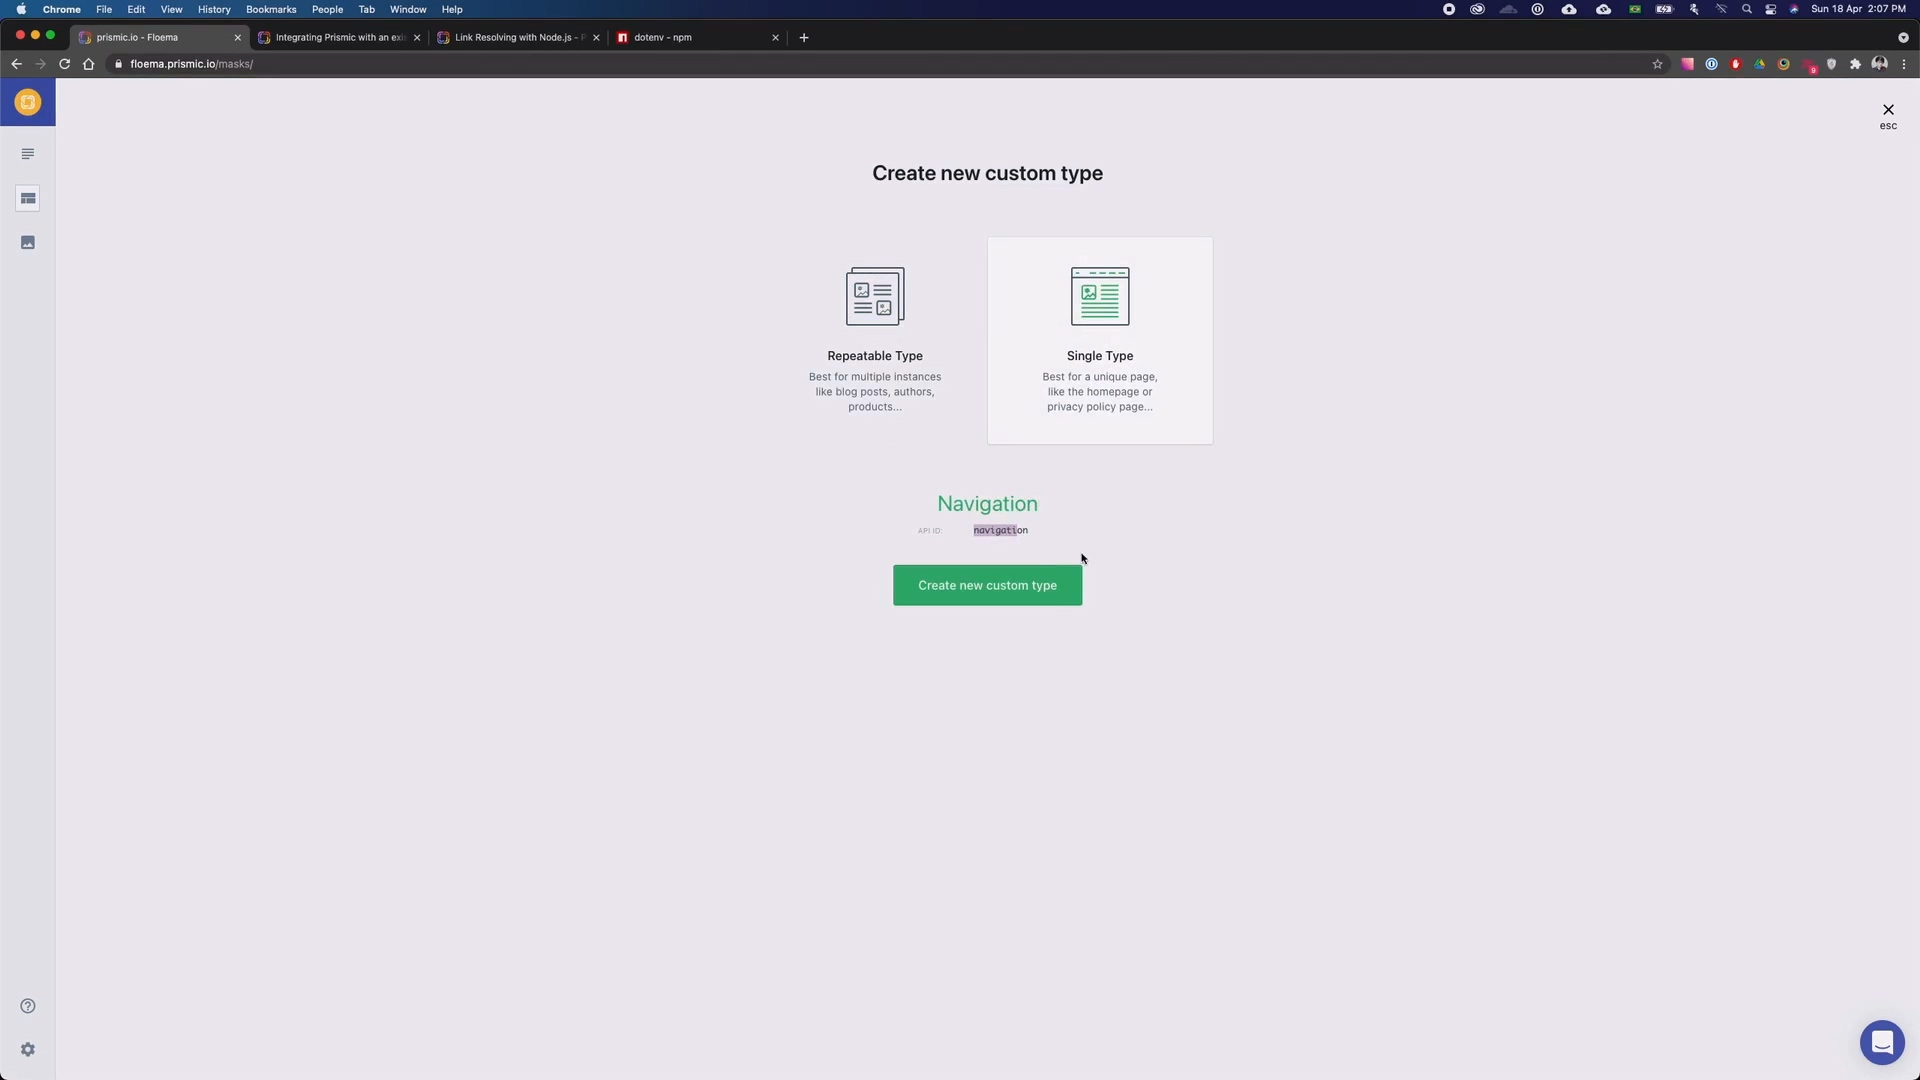 Chrome File Edit View History Bookmarks People Tab Window Help
Sun 18 Apr 2:07 PM
prismic.io - Floema
Integrating Prismic with an exi
Link Resolving with Node.js - P
dotenv - npm
floema.prismic.io/masks/
9
esc
Create new custom type
Repeatable Type
Best for multiple instances
like blog posts, authors,
products...
Single Type
Best for a unique page,
like the homepage or
privacy policy page...
Navigation
API ID: navigation
Create new custom type